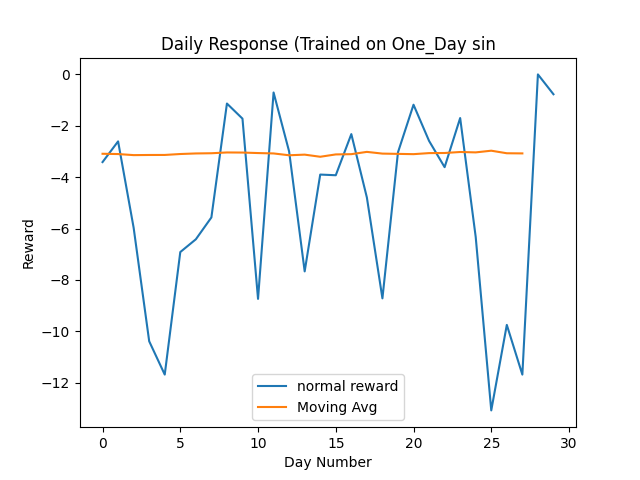 Daily Response (Trained on One_Day sin
0
−2
−4
−6
−8
−10
−12
Reward
normal reward
Moving Avg
0 5 10 15 20 25 30
Day Number